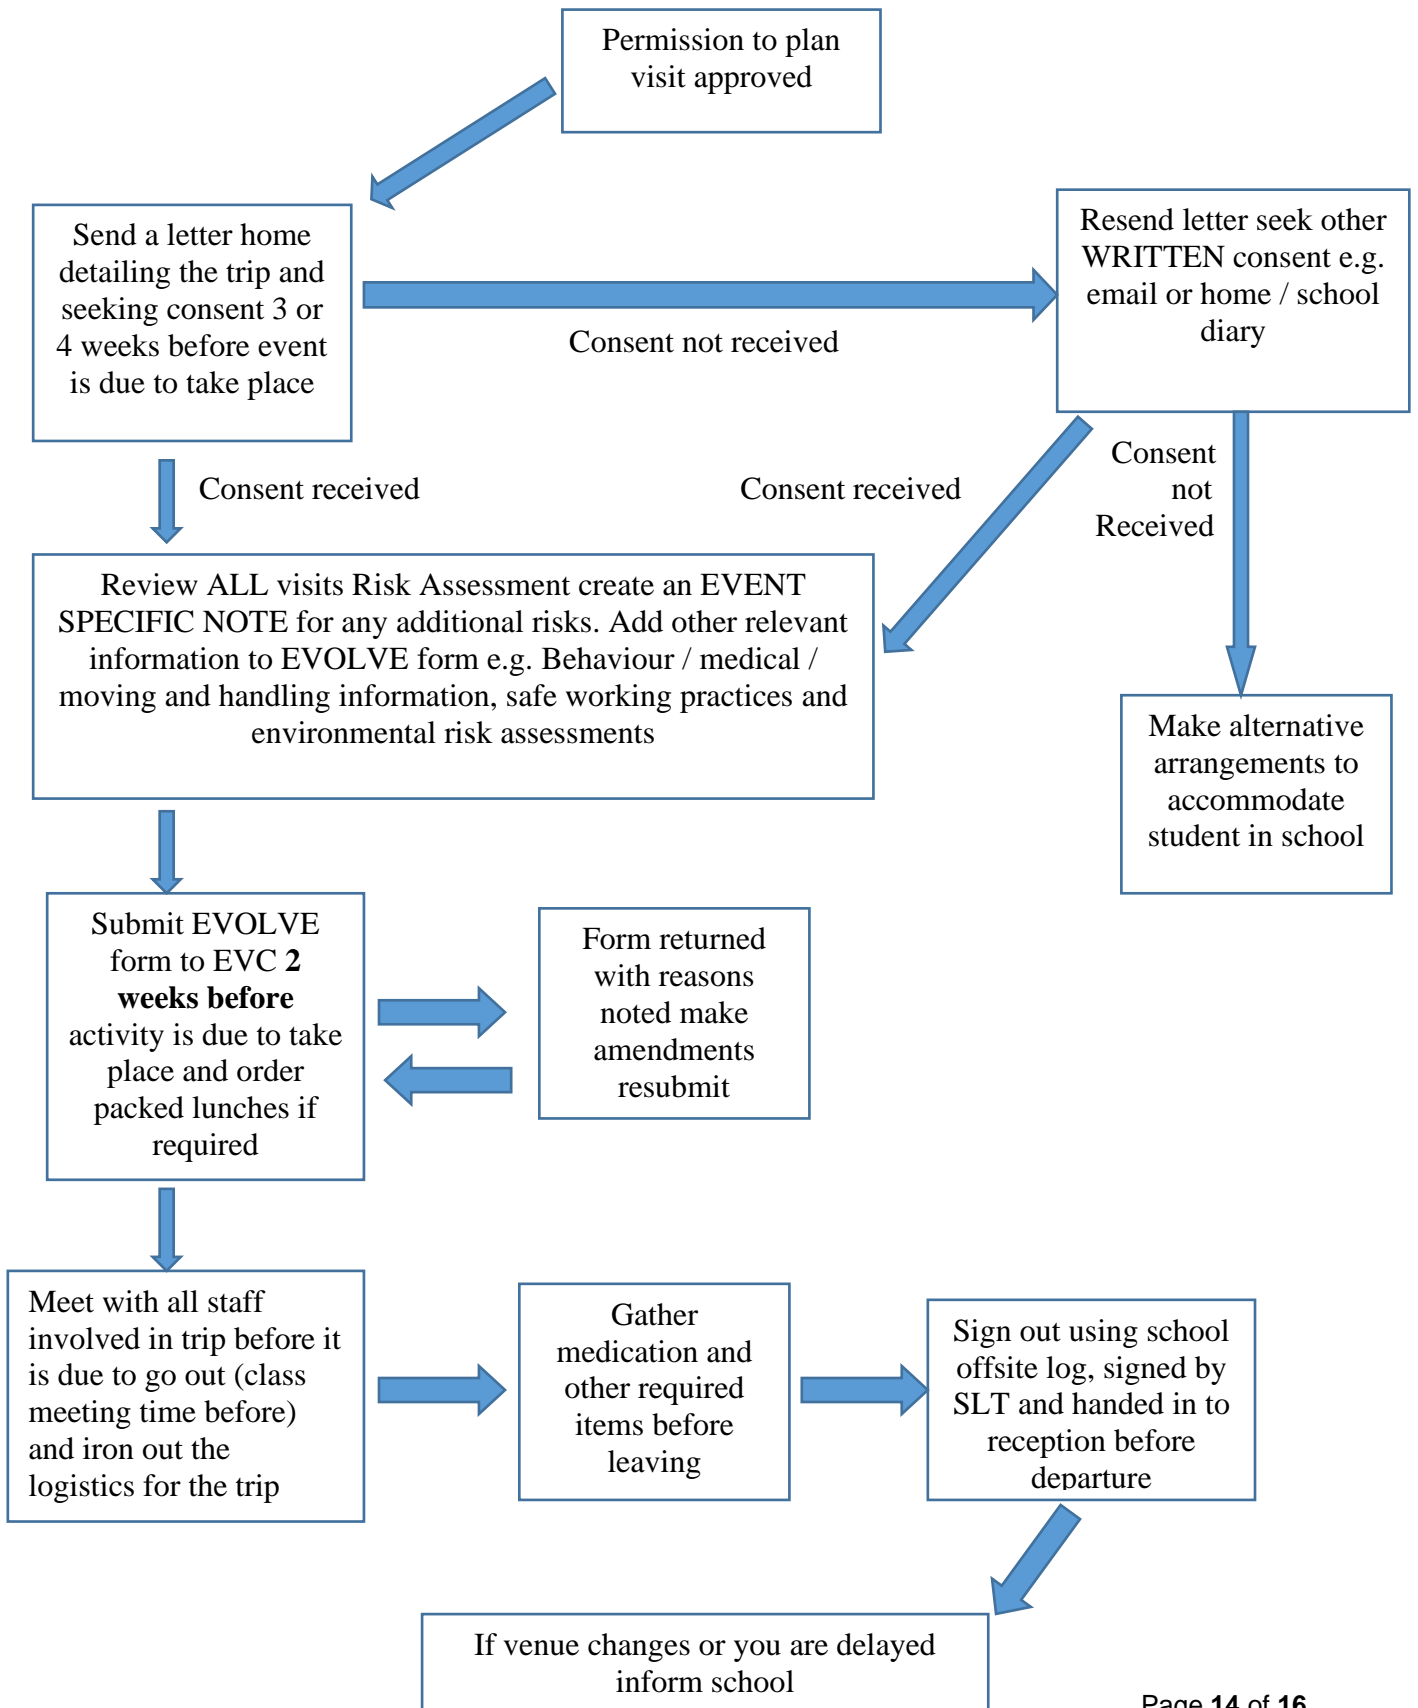 Permission to plan
visit approved
Send a letter home
detailing the trip and
seeking consent 3 or
4 weeks before event
is due to take place
Consent not received
Resend letter seek other
WRITTEN consent e.g.
email or home / school
diary
Consent received
Consent received
Consent
not
Received
Review ALL visits Risk Assessment create an EVENT
SPECIFIC NOTE for any additional risks. Add other relevant
information to EVOLVE form e.g. Behaviour / medical /
moving and handling information, safe working practices and
environmental risk assessments
Make alternative
arrangements to
accommodate
student in school
Submit EVOLVE
form to EVC 2
weeks before
activity is due to take
place and order
packed lunches if
required
Form returned
with reasons
noted make
amendments
resubmit
Meet with all staff
involved in trip before it
is due to go out (class
meeting time before)
and iron out the
logistics for the trip
Gather
medication and
other required
items before
leaving
Sign out using school
offsite log, signed by
SLT and handed in to
reception before
departure
If venue changes or you are delayed
inform school
Page 14 of 16